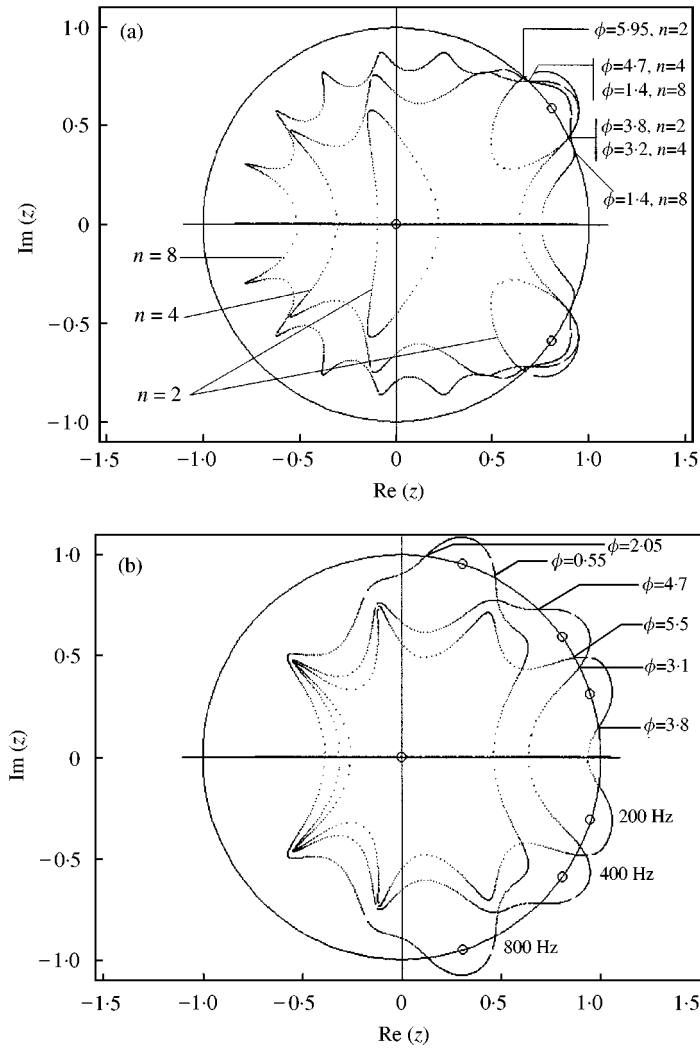 (a)
1·0
0·5
0
−0·5
−1·0
Im (z)
ϕ=5·95, n=2
ϕ=4·7, n=4
ϕ=1·4, n=8
ϕ=3·8, n=2
ϕ=3·2, n=4
ϕ=1·4, n=8
n = 8
n = 4
n = 2
−1·5
−1·0
−0·5
0
0·5
1·0
1·5
Re (z)
(b)
1·0
0·5
0
−0·5
−1·0
Im (z)
ϕ=2·05
ϕ=0·55
ϕ=4·7
ϕ=5·5
ϕ=3·1
ϕ=3·8
200 Hz
400 Hz
800 Hz
−1·5
−1·0
−0·5
0
0·5
1·0
1·5
Re (z)